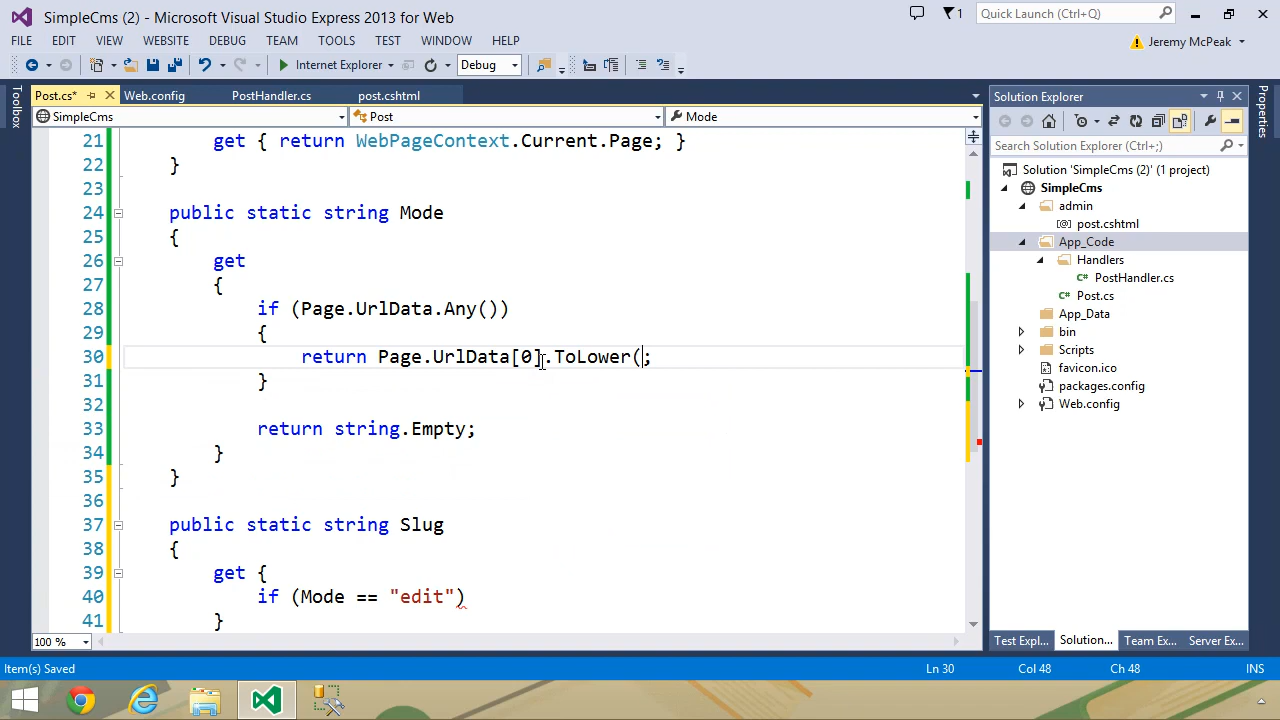 SimpleCms (2) - Microsoft Visual Studio Express 2013 for Web
1
Quick Launch (Ctrl+Q)
FILE EDIT VIEW WEBSITE DEBUG TEAM TOOLS TEST WINDOW HELP
Jeremy McPeak
Internet Explorer
Debug
Toolbox
Post.cs* Web.config PostHandler.cs post.cshtml
SimpleCms
Post
Mode
21 get { return WebPageContext.Current.Page; }
22 }
23
24 public static string Mode
25 {
26 get
27 {
28 if (Page.UrlData.Any())
29 {
30 return Page.UrlData[0].ToLower(;
31 }
32
33 return string.Empty;
34 }
35 }
36
37 public static string Slug
38 {
39 get {
40 if (Mode == "edit")
41 }
100 %
Solution Explorer
Search Solution Explorer (Ctrl+;)
Solution 'SimpleCms (2)' (1 project)
SimpleCms
admin
post.cshtml
App_Code
Handlers
PostHandler.cs
Post.cs
App_Data
bin
Scripts
favicon.ico
packages.config
Web.config
Test Expl... Solution... Team Ex... Server Ex...
Properties
Item(s) Saved
Ln 30 Col 48 Ch 48 INS